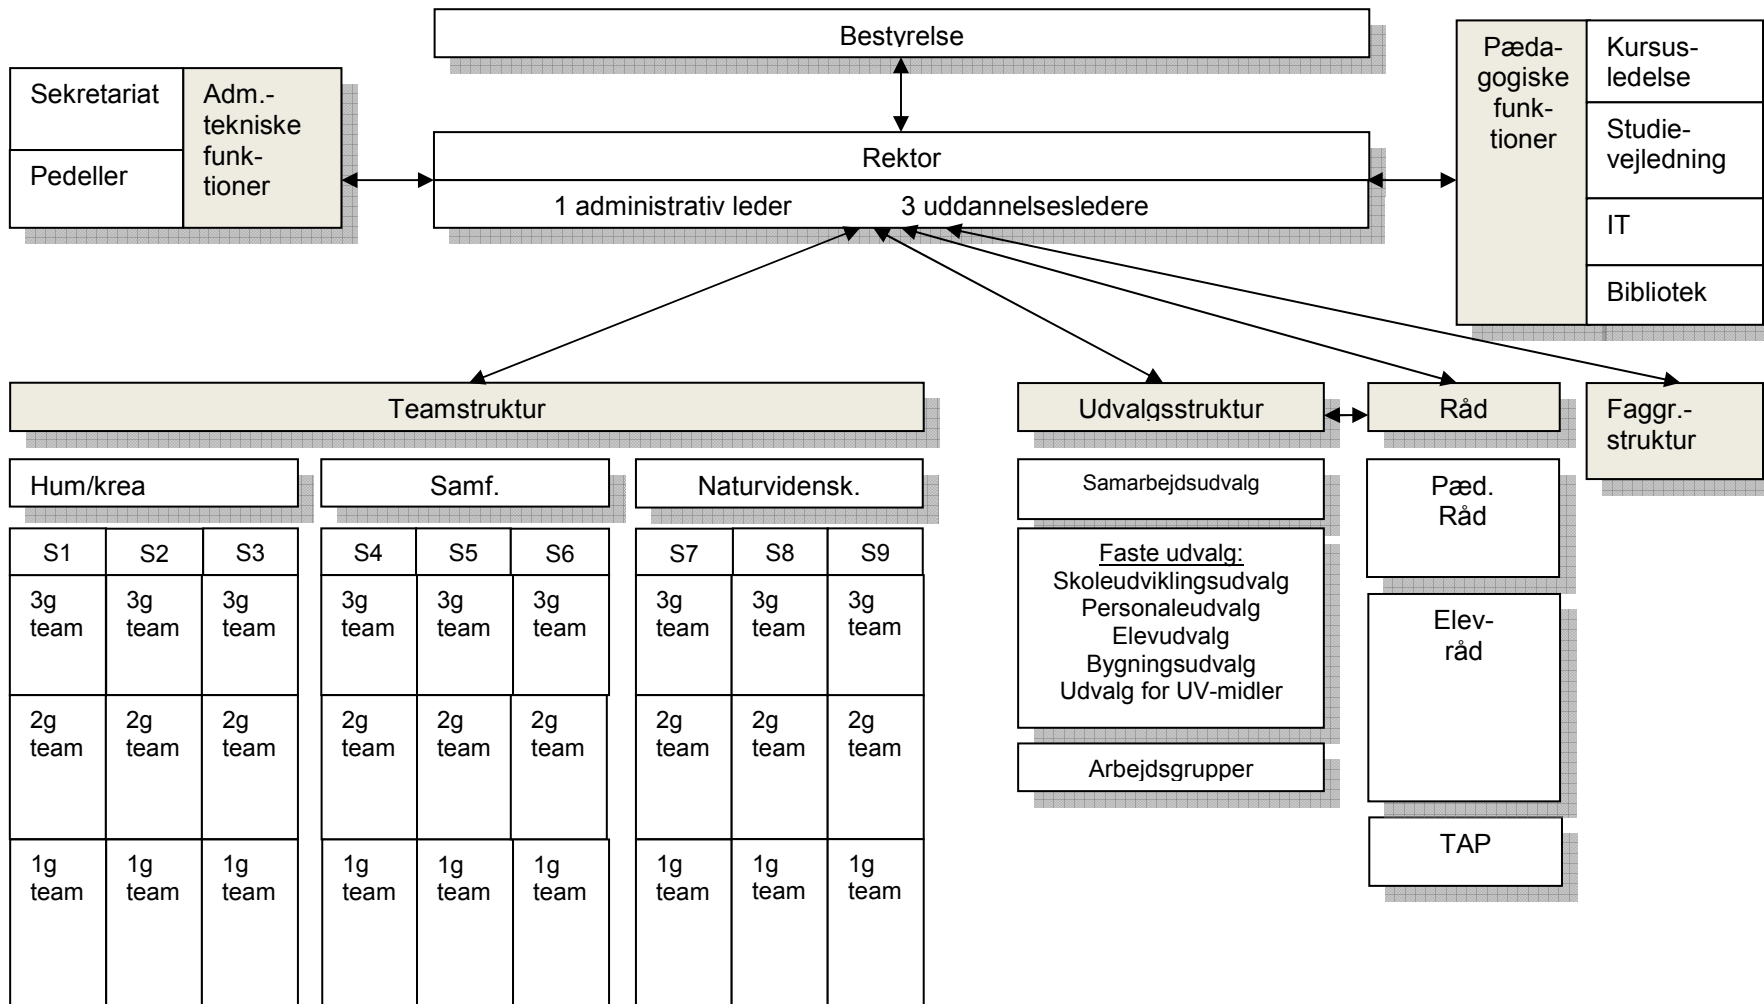 Bestyrelse
Sekretariat
Pedeller
Adm.-
tekniske
funk-
tioner
Rektor
1 administrativ leder 3 uddannelsesledere
Pæda-
gogiske
funk-
tioner
Kursus-
ledelse
Studie-
vejledning
IT
Bibliotek
Teamstruktur
Hum/krea
Samf.
Naturvidensk.
S1 S2 S3 S4 S5 S6 S7 S8 S9
3g 3g 3g 3g 3g 3g 3g 3g 3g
team team team team team team team team team
2g 2g 2g 2g 2g 2g 2g 2g 2g
team team team team team team team team team
1g 1g 1g 1g 1g 1g 1g 1g 1g
team team team team team team team team team
Udvalgsstruktur
Samarbejdsudvalg
Faste udvalg:
Skoleudviklingsudvalg
Personaleudvalg
Elevudvalg
Bygningsudvalg
Udvalg for UV-midler
Arbejdsgrupper
Råd
Pæd.
Råd
Elev-
råd
TAP
Faggr.-
struktur